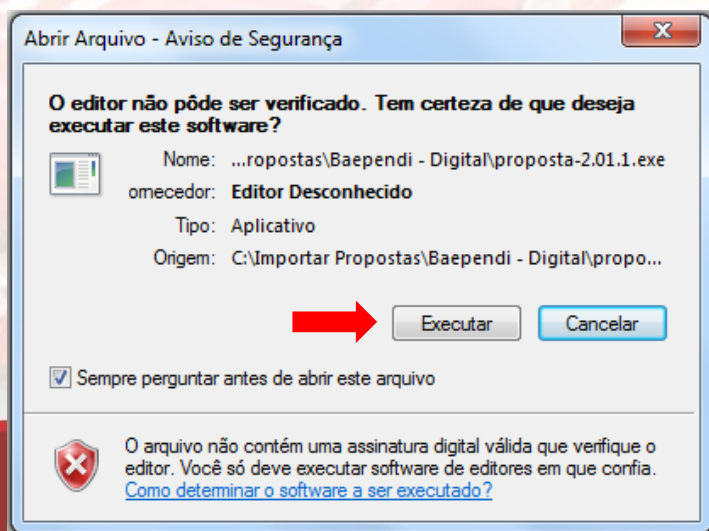 Abrir Arquivo - Aviso de Segurança
O editor não pôde ser verificado. Tem certeza de que deseja
executar este software?
Nome: ...ropostas\Baependi - Digital\proposta-2.01.1.exe
omecedor: Editor Desconhecido
Tipo: Aplicativo
Origem: C:\Importar Propostas\Baependi - Digital\propo...
Executar Cancelar
Sempre perguntar antes de abrir este arquivo
O arquivo não contém uma assinatura digital válida que verifique o
editor. Você só deve executar software de editores em que confia.
Como determinar o software a ser executado?